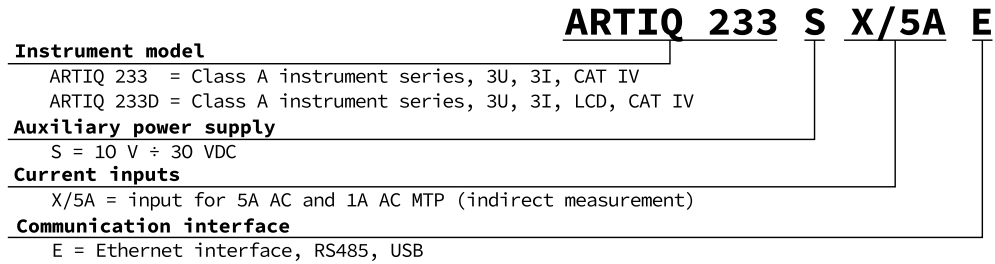 ARTIQ 233 S X/5A E
Instrument model
ARTIQ 233 = Class A instrument series, 3U, 3I, CAT IV
ARTIQ 233D = Class A instrument series, 3U, 3I, LCD, CAT IV
Auxiliary power supply
S = 10 V ÷ 30 VDC
Current inputs
X/5A = input for 5A AC and 1A AC MTP (indirect measurement)
Communication interface
E = Ethernet interface, RS485, USB